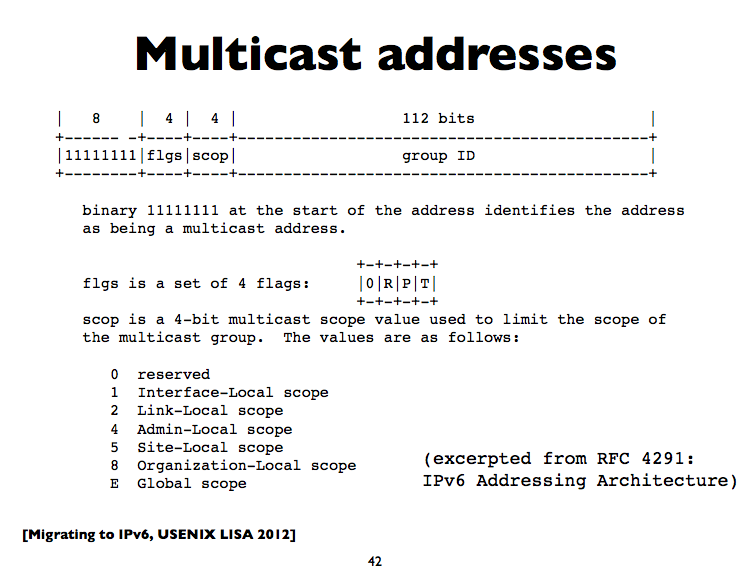 Multicast addresses
|   8    |  4 |  4 |                  112 bits                   |
+------ -+----+----+---------------------------------------------+
|11111111|flgs|scop|                  group ID                   |
+--------+----+----+---------------------------------------------+
binary 11111111 at the start of the address identifies the address
as being a multicast address.
+-+-+-+-+
flgs is a set of 4 flags:     |0|R|P|T|
+-+-+-+-+
scop is a 4-bit multicast scope value used to limit the scope of
the multicast group.  The values are as follows:
0  reserved
1  Interface-Local scope
2  Link-Local scope
4  Admin-Local scope
5  Site-Local scope
8  Organization-Local scope
E  Global scope
(excerpted from RFC 4291:
IPv6 Addressing Architecture)
[Migrating to IPv6, USENIX LISA 2012]
42